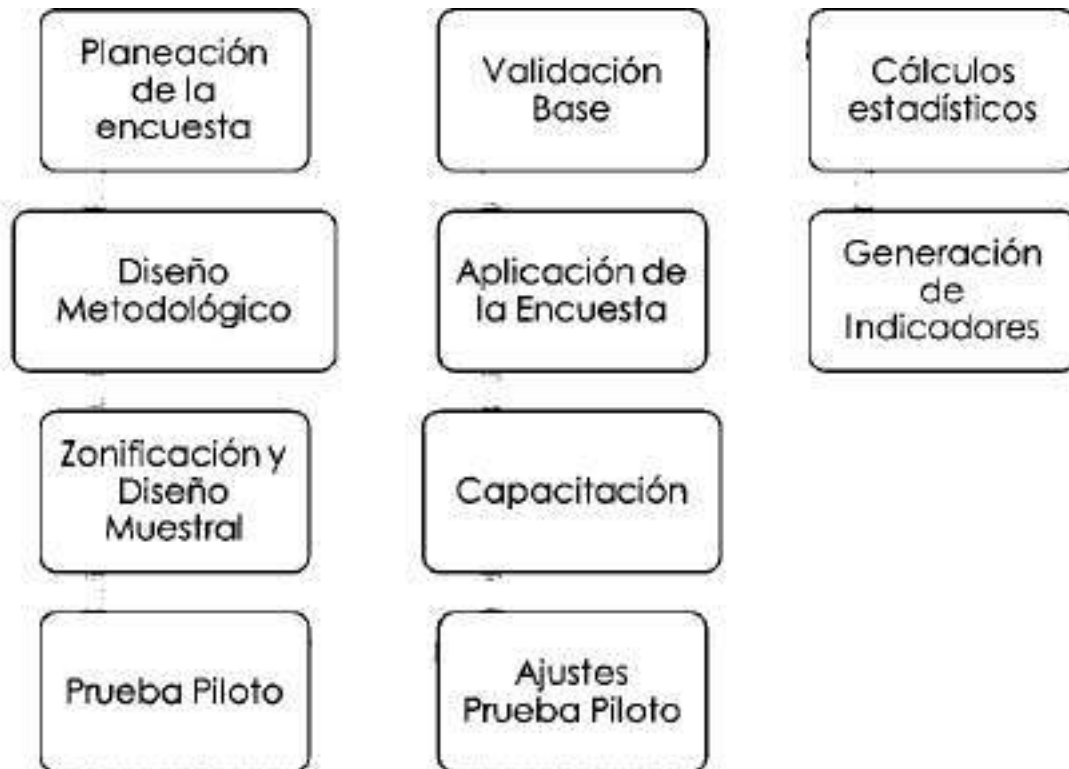 Planeación
de la
encuesta
Diseño
Metodológico
Zonificación y
Diseño
Muestral
Prueba Piloto
Validación
Base
Aplicación de
la Encuesta
Capacitación
Ajustes
Prueba Piloto
Cálculos
estadísticos
Generación
de
Indicadores